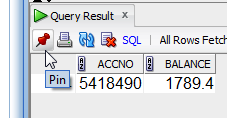 Query Result x
SQL | All Rows Fetch
ACCNO BALANCE
Pin 5418490 1789.4